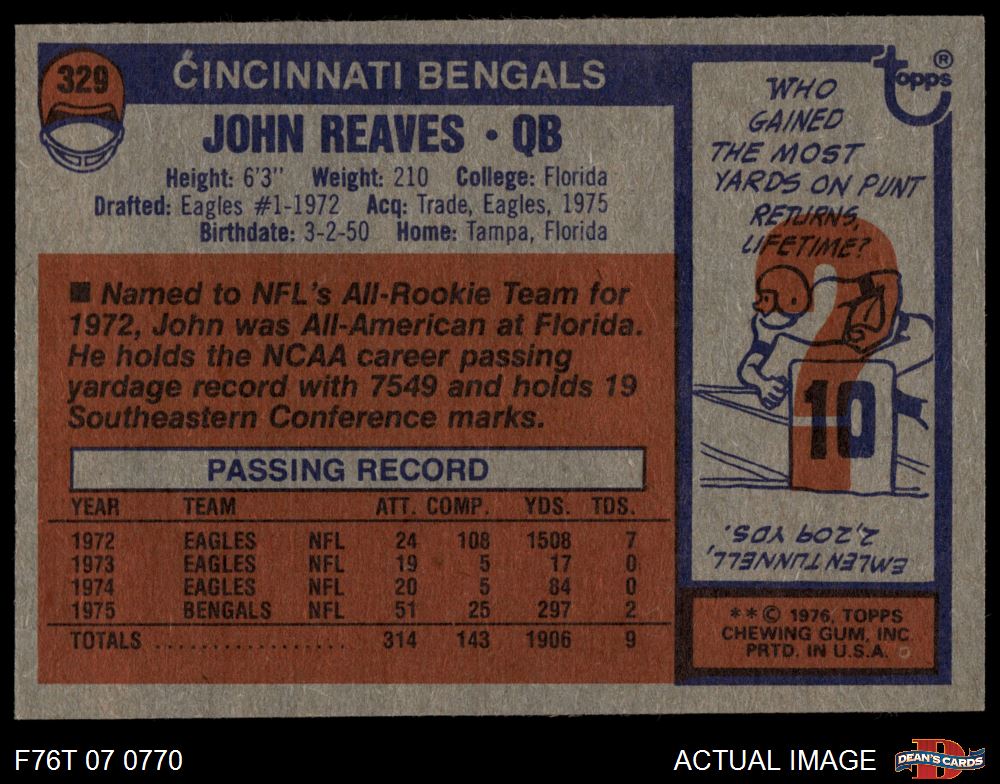 329
CINCINNATI BENGALS
JOHN REAVES • QB
Height: 6'3" Weight: 210 College: Florida
Drafted: Eagles #1-1972 Acq: Trade, Eagles, 1975
Birthdate: 3-2-50 Home: Tampa, Florida
■ Named to NFL's All-Rookie Team for
1972, John was All-American at Florida.
He holds the NCAA career passing
yardage record with 7549 and holds 19
Southeastern Conference marks.
PASSING RECORD
YEAR TEAM ATT. COMP. YDS. TDS.
1972 EAGLES NFL 24 108 1508 7
1973 EAGLES NFL 19 5 17 0
1974 EAGLES NFL 20 5 84 0
1975 BENGALS NFL 51 25 297 2
TOTALS .................. 314 143 1906 9
Topps ®
WHO
GAINED
THE MOST
YARDS ON PUNT
RETURNS,
LIFETIME?
?
10
EMLEN TUNNELL,
2,209 YDS.
**© 1976, TOPPS
CHEWING GUM, INC.
PRTD. IN U.S.A.
F76T 07 0770
ACTUAL IMAGE
D
DEAN'S CARDS